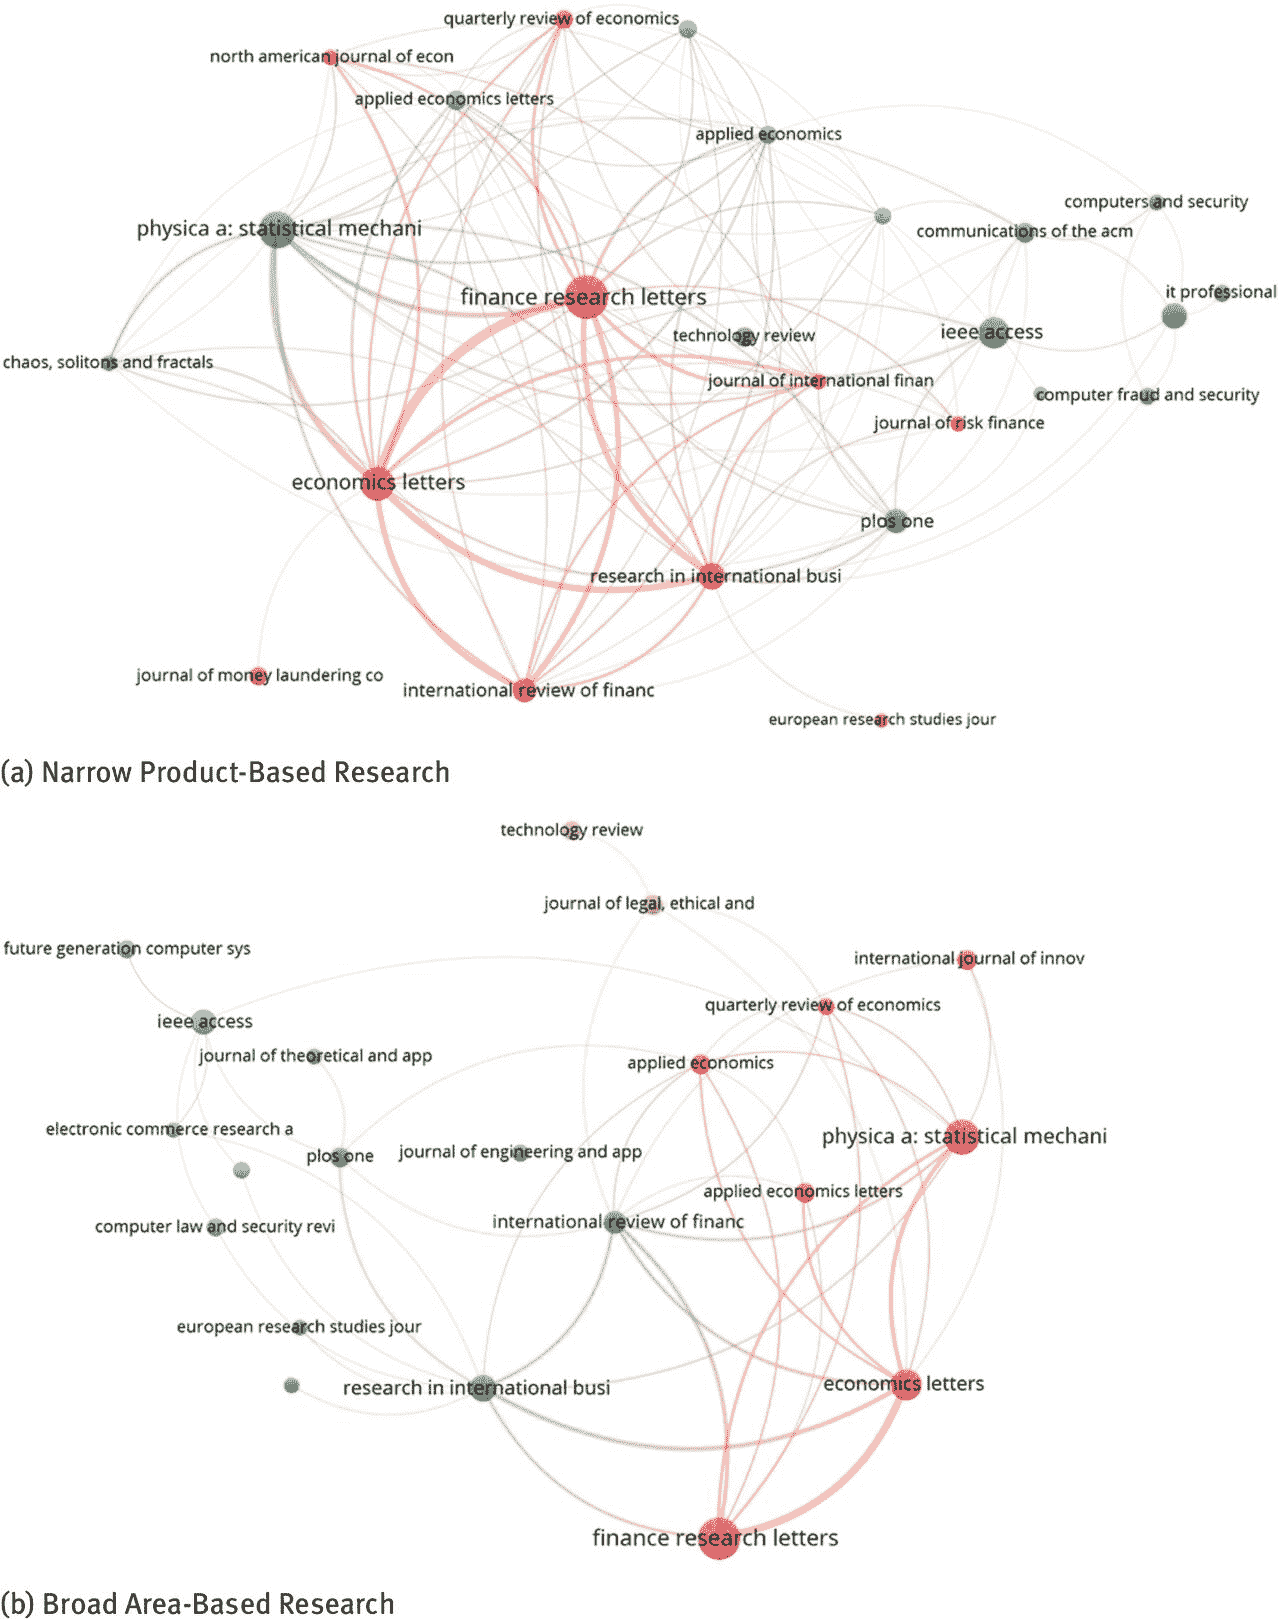 quarterly review of economics
north american journal of econ
applied economics letters
applied economics
computers and security
physica a: statistical mechani
communications of the acm
it professional
finance research letters
technology review
ieee access
chaos, solitons and fractals
journal of international finan
computer fraud and security
journal of risk finance
economics letters
plos one
research in international busi
journal of money laundering co
international review of financ
european research studies jour
(a) Narrow Product-Based Research
technology review
journal of legal, ethical and
future generation computer sys
international journal of innov
quarterly review of economics
ieee access
journal of theoretical and app
applied economics
electronic commerce research a
physica a: statistical mechani
plos one
journal of engineering and app
applied economics letters
international review of financ
computer law and security revi
european research studies jour
economics letters
research in international busi
finance research letters
(b) Broad Area-Based Research